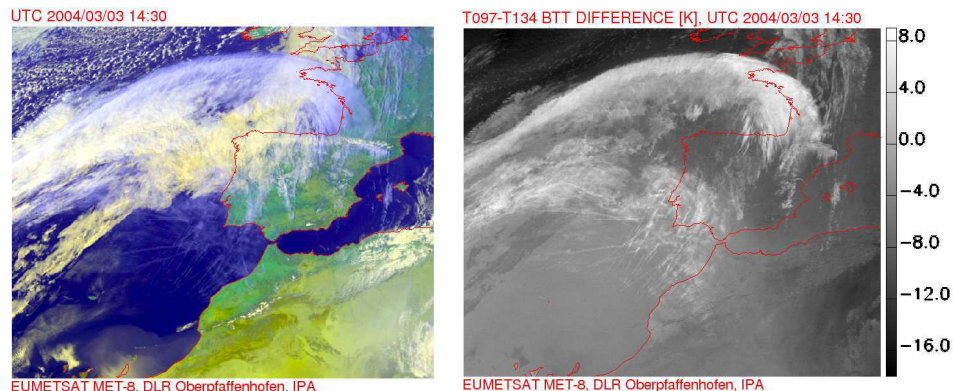 UTC 2004/03/03 14:30
T097-T134 BTT DIFFERENCE [K], UTC 2004/03/03 14:30
8.0
4.0
0.0
−4.0
−8.0
−12.0
−16.0
EUMETSAT MET-8, DLR Oberpfaffenhofen, IPA
EUMETSAT MET-8, DLR Oberpfaffenhofen, IPA